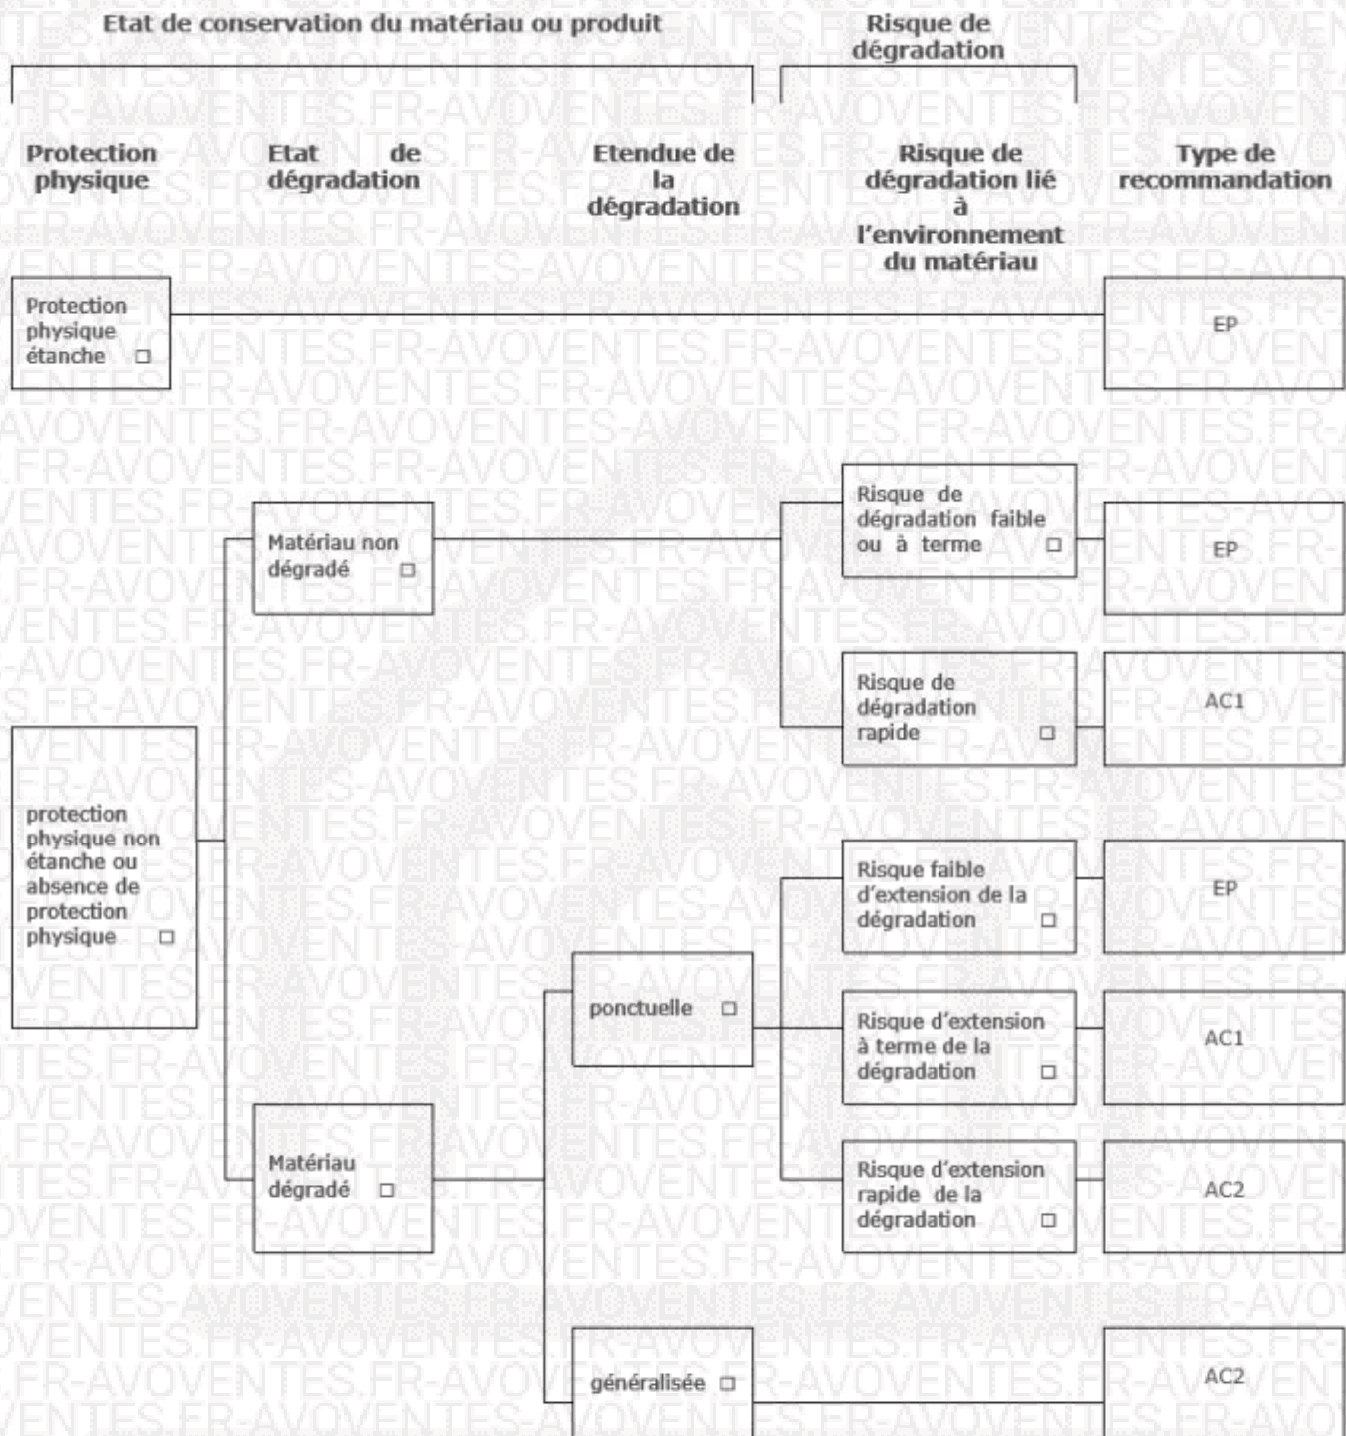 Etat de conservation du matériau ou produit
Risque de
dégradation
Protection
physique
Etat de
dégradation
Etendue de
la
dégradation
Risque de
dégradation lié
à
l'environnement
du matériau
Type de
recommandation
Protection
physique
étanche
EP
Risque de
dégradation faible
ou à terme
EP
Matériau non
dégradé
Risque de
dégradation
rapide
AC1
protection
physique non
étanche ou
absence de
protection
physique
Risque faible
d'extension de la
dégradation
EP
ponctuelle
Risque d'extension
à terme de la
dégradation
AC1
Matériau
dégradé
Risque d'extension
rapide de la
dégradation
AC2
généralisée
AC2